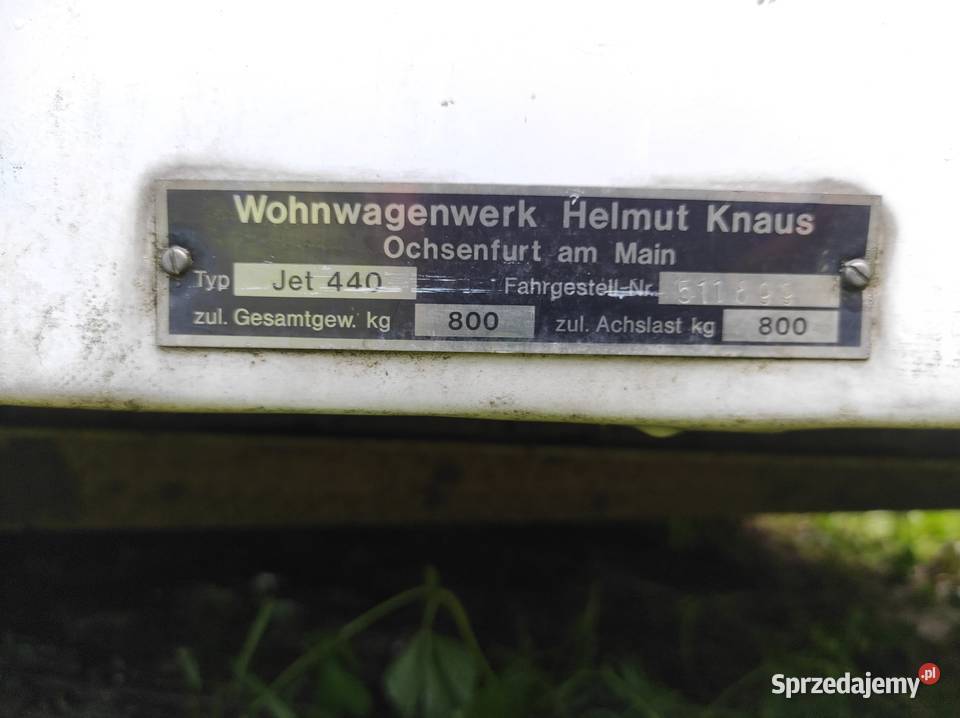 Wohnwagenwerk Helmut Knaus
Ochsenfurt am Main
Typ Jet 440 Fahrgestell-Nr. 511899
zul. Gesamtgew. kg 800 zul. Achslast kg 800
Sprzedajemy.pl